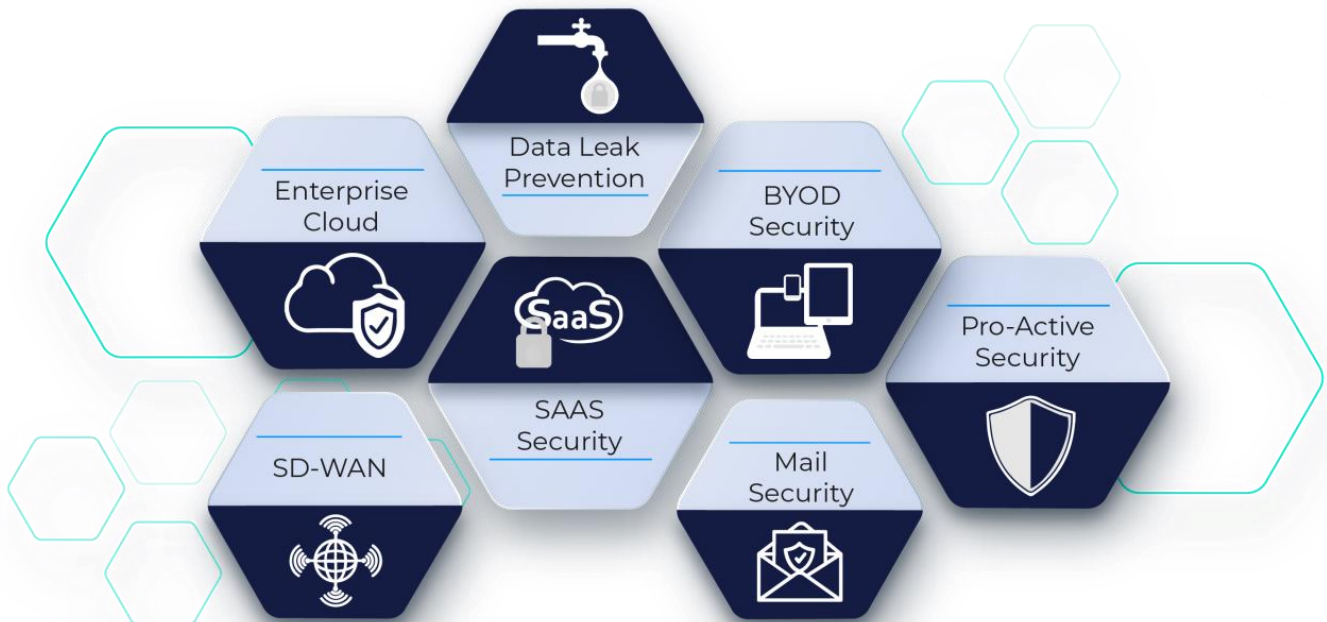 Data Leak
Prevention
Enterprise
Cloud
BYOD
Security
SaaS
SAAS
Security
Pro-Active
Security
SD-WAN
Mail
Security